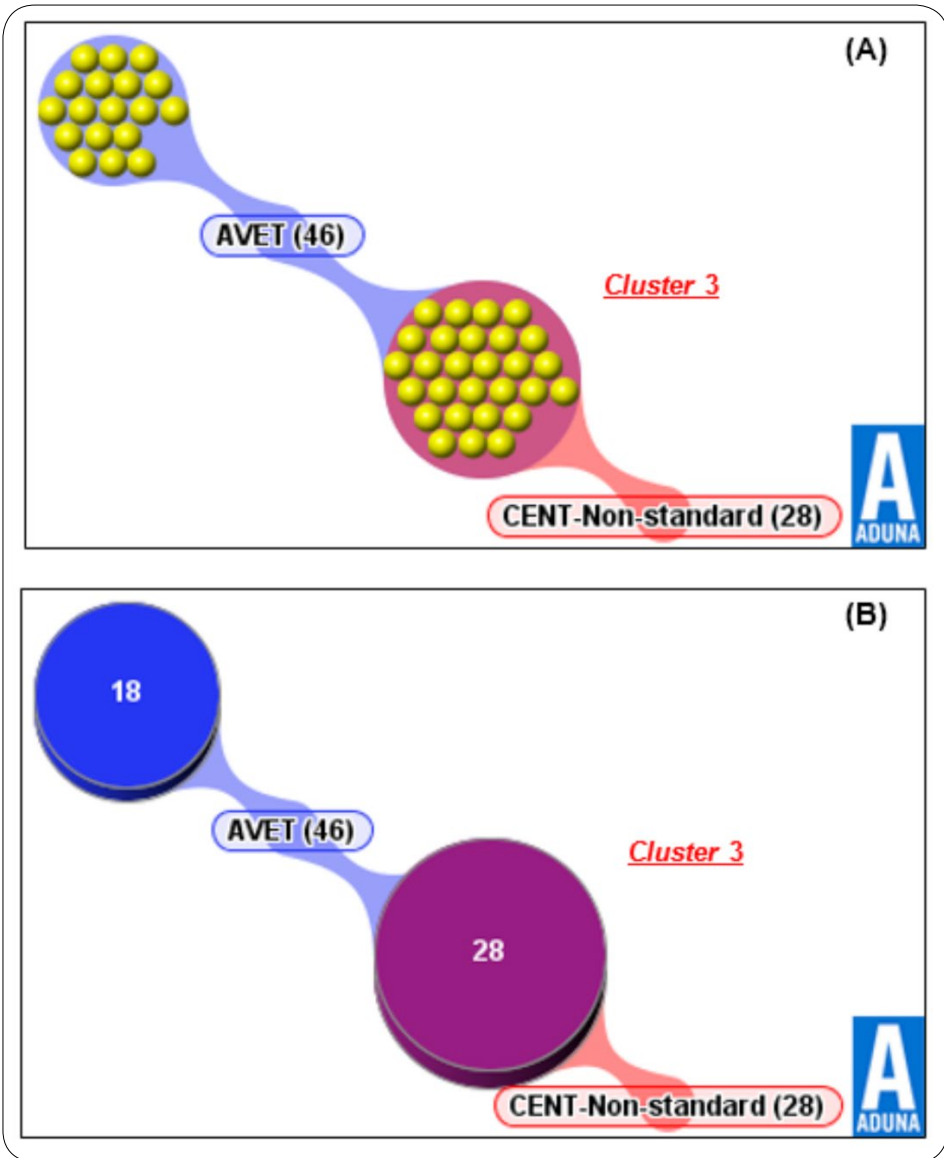 (A)
AVET (46)
Cluster 3
CENT-Non-standard (28)
A
ADUNA
(B)
18
AVET (46)
Cluster 3
28
CENT-Non-standard (28)
A
ADUNA